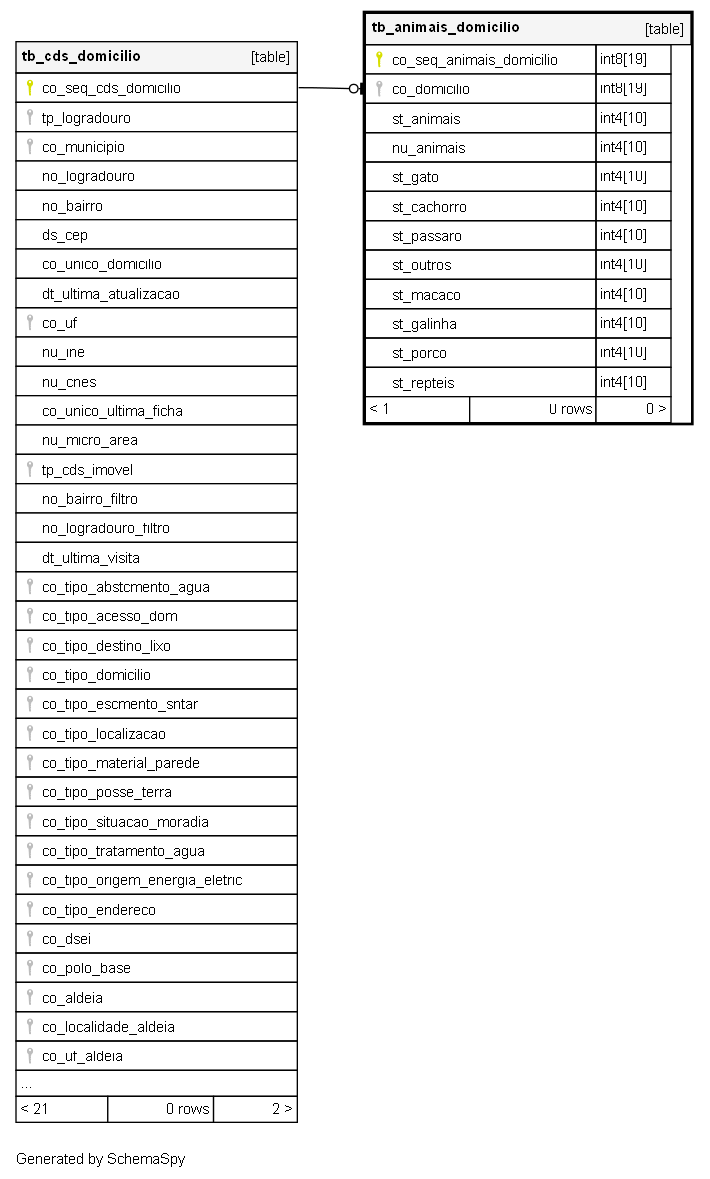 tb_cds_domicilio [table]
co_seq_cds_domicilio
tp_logradouro
co_municipio
no_logradouro
no_bairro
ds_cep
co_unico_domicilio
dt_ultima_atualizacao
co_uf
nu_ine
nu_cnes
co_unico_ultima_ficha
nu_micro_area
tp_cds_imovel
no_bairro_filtro
no_logradouro_filtro
dt_ultima_visita
co_tipo_abstcmento_agua
co_tipo_acesso_dom
co_tipo_destino_lixo
co_tipo_domicilio
co_tipo_escmento_sntar
co_tipo_localizacao
co_tipo_material_parede
co_tipo_posse_terra
co_tipo_situacao_moradia
co_tipo_tratamento_agua
co_tipo_origem_energia_eletric
co_tipo_endereco
co_dsei
co_polo_base
co_aldeia
co_localidade_aldeia
co_uf_aldeia
...
< 21 0 rows 2 >
tb_animais_domicilio [table]
co_seq_animais_domicilio int8[19]
co_domicilio int8[19]
st_animais int4[10]
nu_animais int4[10]
st_gato int4[10]
st_cachorro int4[10]
st_passaro int4[10]
st_outros int4[10]
st_macaco int4[10]
st_galinha int4[10]
st_porco int4[10]
st_repteis int4[10]
< 1 0 rows 0 >
Generated by SchemaSpy